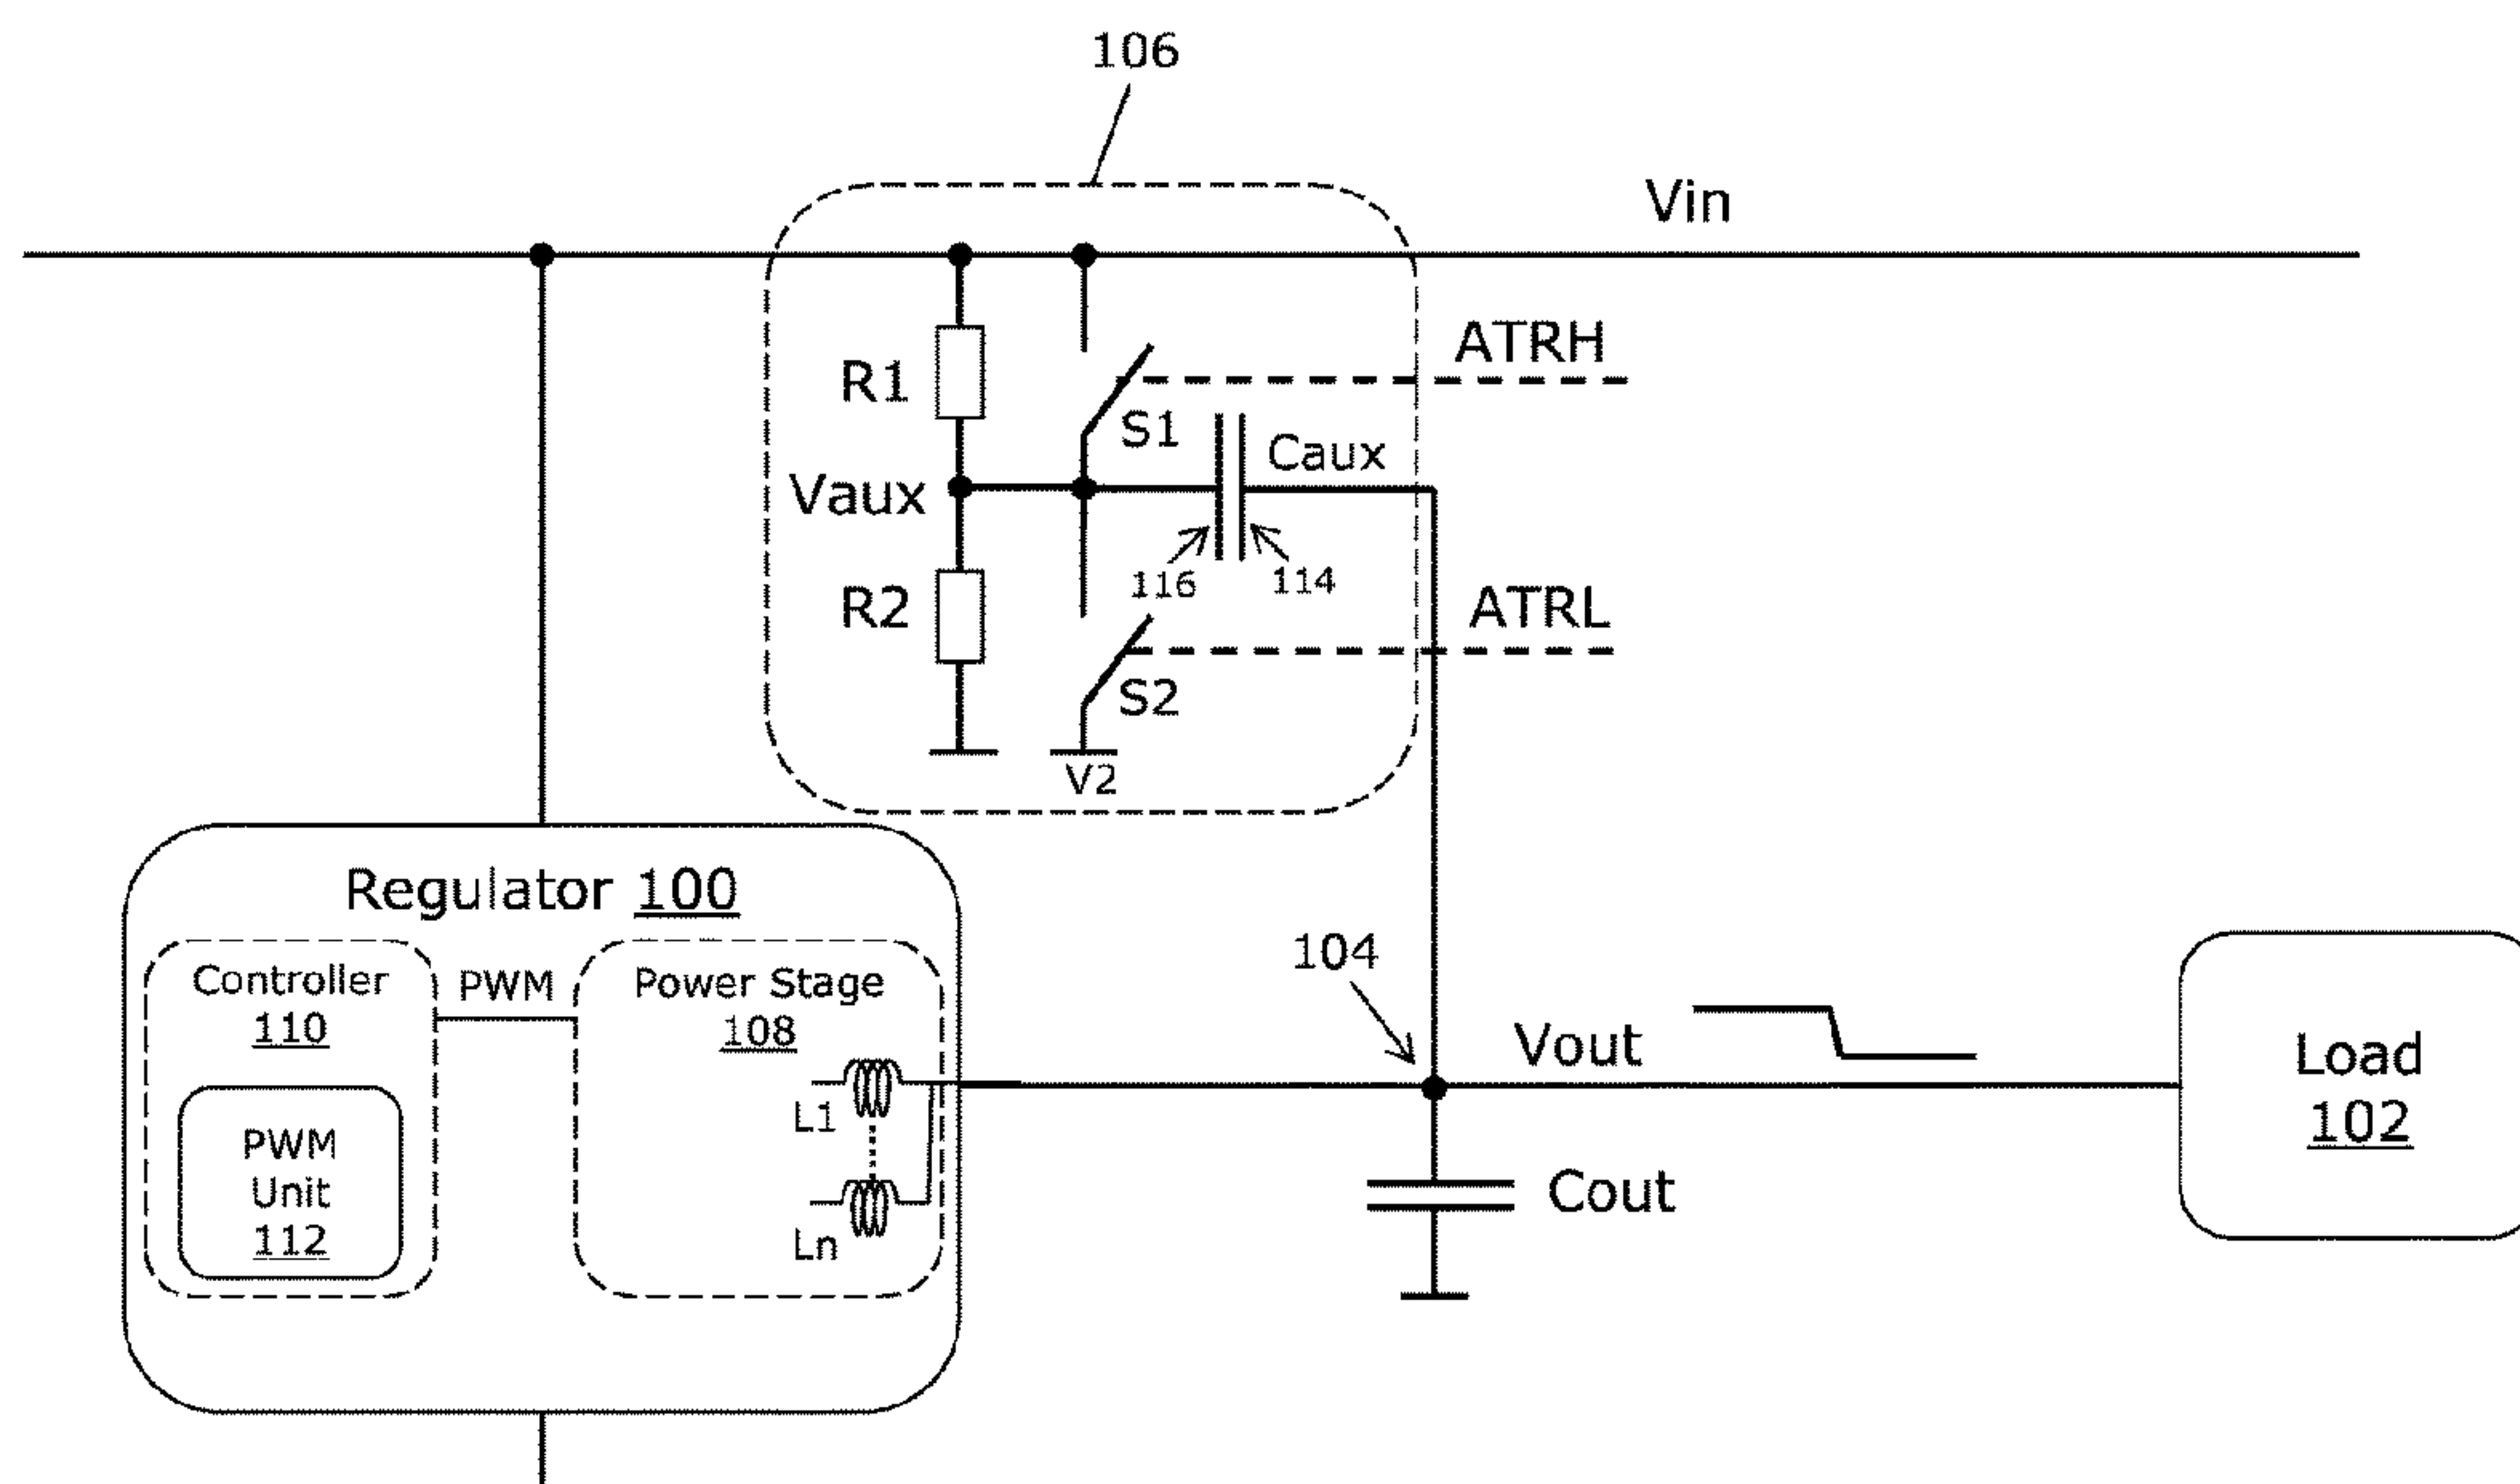 106
Vin
ATRH
R1
S1
Caux
Vaux
116
114
R2
ATRL
S2
V2
Regulator 100
104
Controller
110
PWM
Power Stage
108
Vout
Load
102
L1
PWM
Unit
112
Cout
Ln